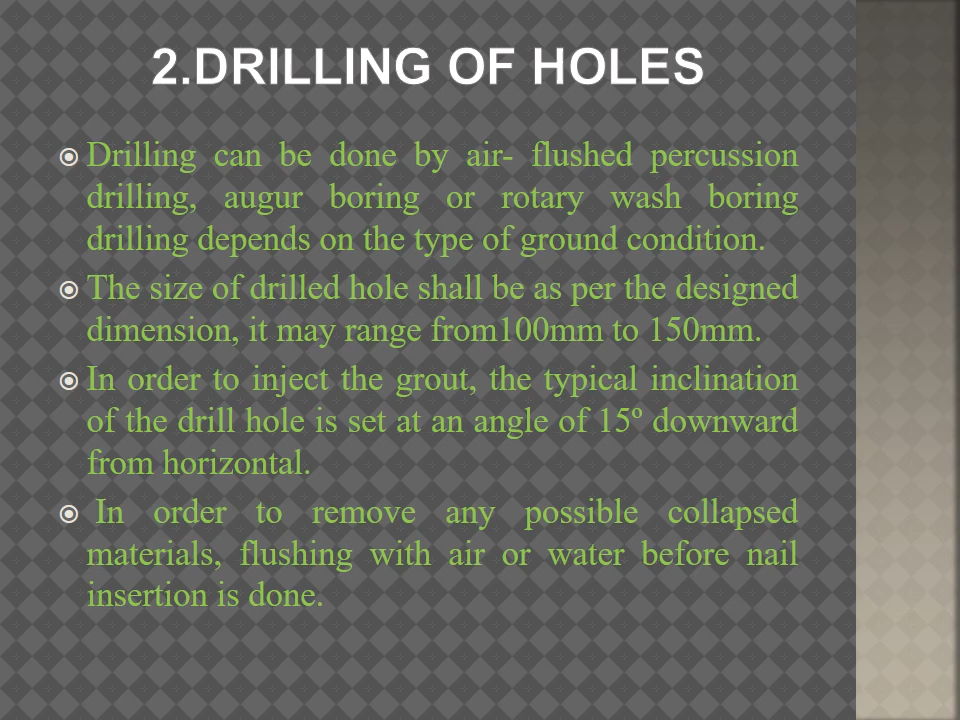 2.DRILLING OF HOLES
Drilling can be done by air- flushed percussion
drilling, augur boring or rotary wash boring
drilling depends on the type of ground condition.
The size of drilled hole shall be as per the designed
dimension, it may range from100mm to 150mm.
In order to inject the grout, the typical inclination
of the drill hole is set at an angle of 15º downward
from horizontal.
In order to remove any possible collapsed
materials, flushing with air or water before nail
insertion is done.